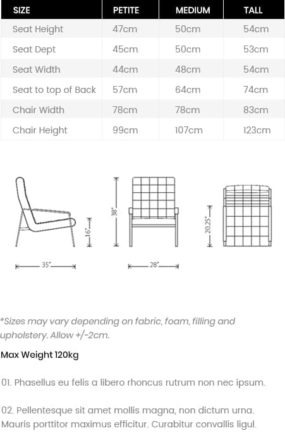 SIZE PETITE MEDIUM TALL
Seat Height 47cm 50cm 54cm
Seat Dept 45cm 50cm 53cm
Seat Width 44cm 48cm 54cm
Seat to top of Back 57cm 64cm 74cm
Chair Width 78cm 78cm 83cm
Chair Height 99cm 107cm 123cm
16"
38"
20.25"
35"
28"
*Sizes may vary depending on fabric, foam, filling and
upholstery. Allow +/-2cm.
Max Weight 120kg
01. Phasellus eu felis a libero rhoncus rutrum non nec ipsum.
02. Pellentesque sit amet mollis magna, non dictum urna.
Mauris porttitor maximus efficitur. Curabitur convallis ligul.